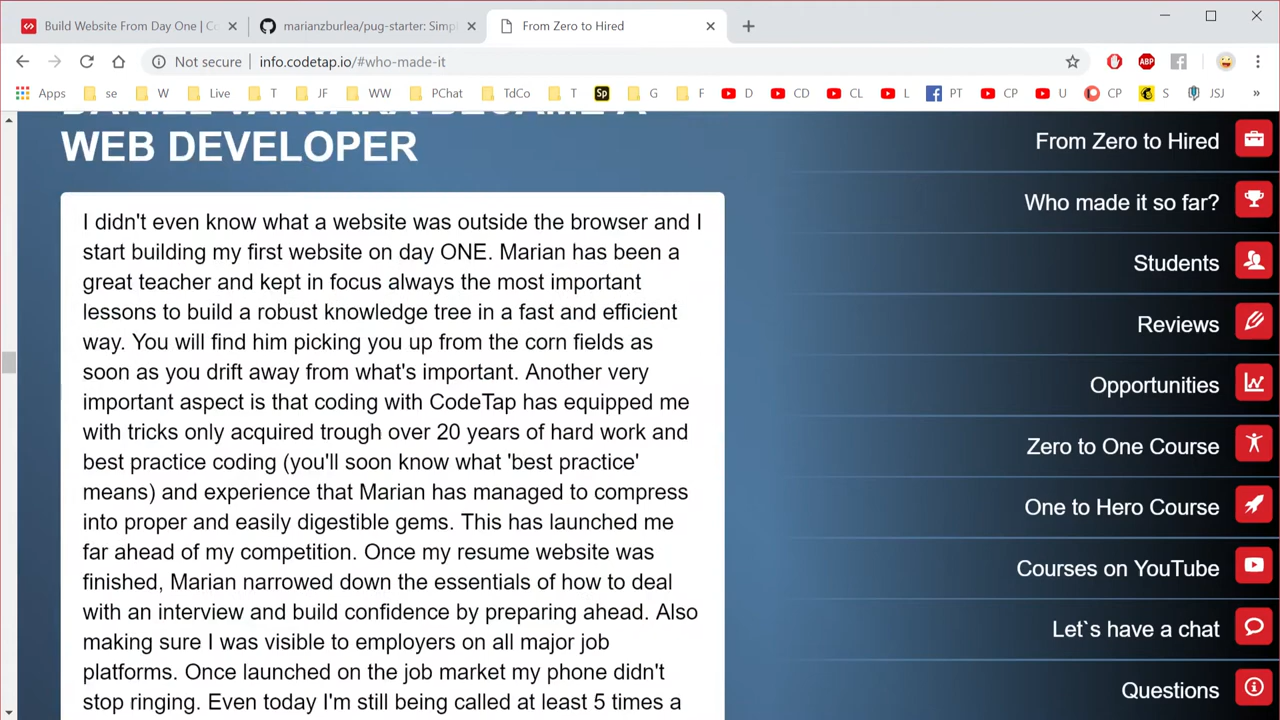 Build Website From Day One | Co
marianzburlea/pug-starter: Simpl
From Zero to Hired
Not secure
info.codetap.io/#who-made-it
ABP
Apps
se
W
Live
T
JF
WW
PChat
TdCo
T
Sp
G
F
D
CD
CL
L
PT
CP
U
CP
S
JSJ
»
WEB DEVELOPER
I didn't even know what a website was outside the browser and I
start building my first website on day ONE. Marian has been a
great teacher and kept in focus always the most important
lessons to build a robust knowledge tree in a fast and efficient
way. You will find him picking you up from the corn fields as
soon as you drift away from what's important. Another very
important aspect is that coding with CodeTap has equipped me
with tricks only acquired trough over 20 years of hard work and
best practice coding (you'll soon know what 'best practice'
means) and experience that Marian has managed to compress
into proper and easily digestible gems. This has launched me
far ahead of my competition. Once my resume website was
finished, Marian narrowed down the essentials of how to deal
with an interview and build confidence by preparing ahead. Also
making sure I was visible to employers on all major job
platforms. Once launched on the job market my phone didn't
stop ringing. Even today I'm still being called at least 5 times a
From Zero to Hired
Who made it so far?
Students
Reviews
Opportunities
Zero to One Course
One to Hero Course
Courses on YouTube
Let`s have a chat
Questions